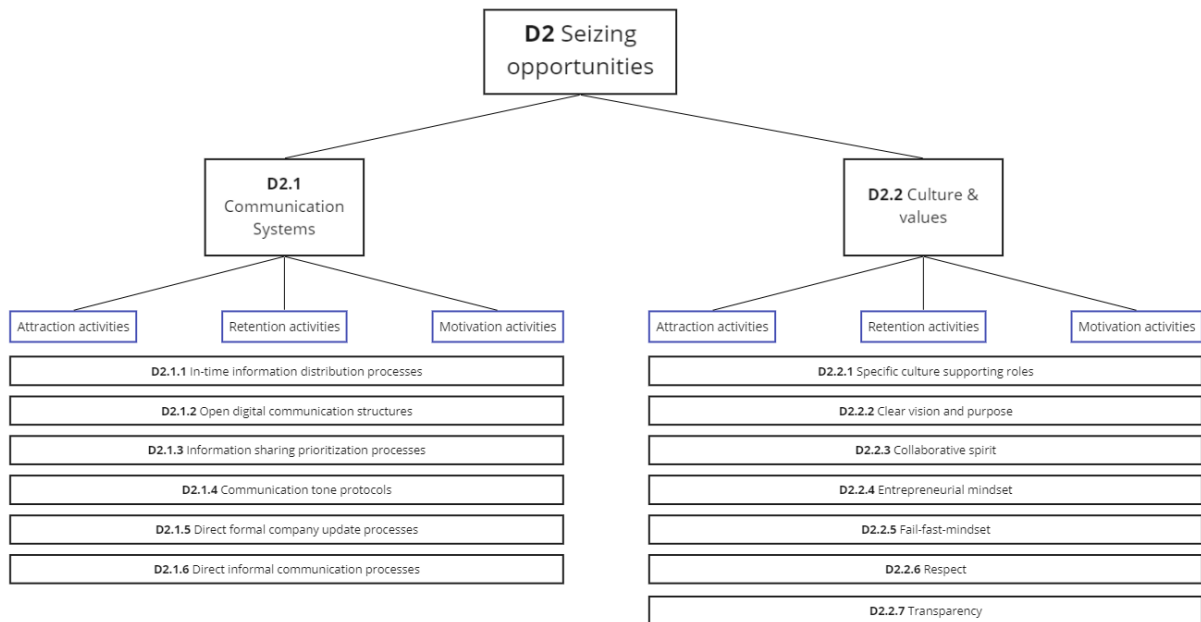 D2 Seizing
opportunities
D2.1
Communication
Systems
D2.2 Culture &
values
Attraction activities
Retention activities
Motivation activities
Attraction activities
Retention activities
Motivation activities
D2.1.1 In-time information distribution processes
D2.1.2 Open digital communication structures
D2.1.3 Information sharing prioritization processes
D2.1.4 Communication tone protocols
D2.1.5 Direct formal company update processes
D2.1.6 Direct informal communication processes
D2.2.1 Specific culture supporting roles
D2.2.2 Clear vision and purpose
D2.2.3 Collaborative spirit
D2.2.4 Entrepreneurial mindset
D2.2.5 Fail-fast-mindset
D2.2.6 Respect
D2.2.7 Transparency